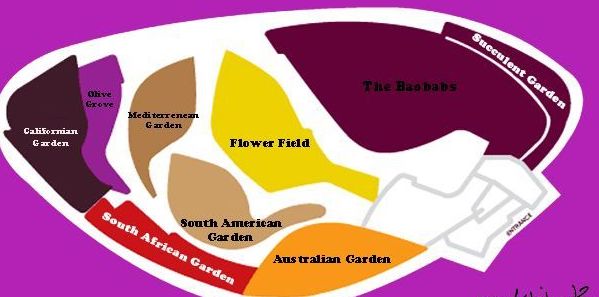 Succulent Garden
The Baobabs
Olive
Grove
Mediterrenean
Garden
Californian
Garden
Flower Field
South American
Garden
South African Garden
Australian Garden
ENTRANCE